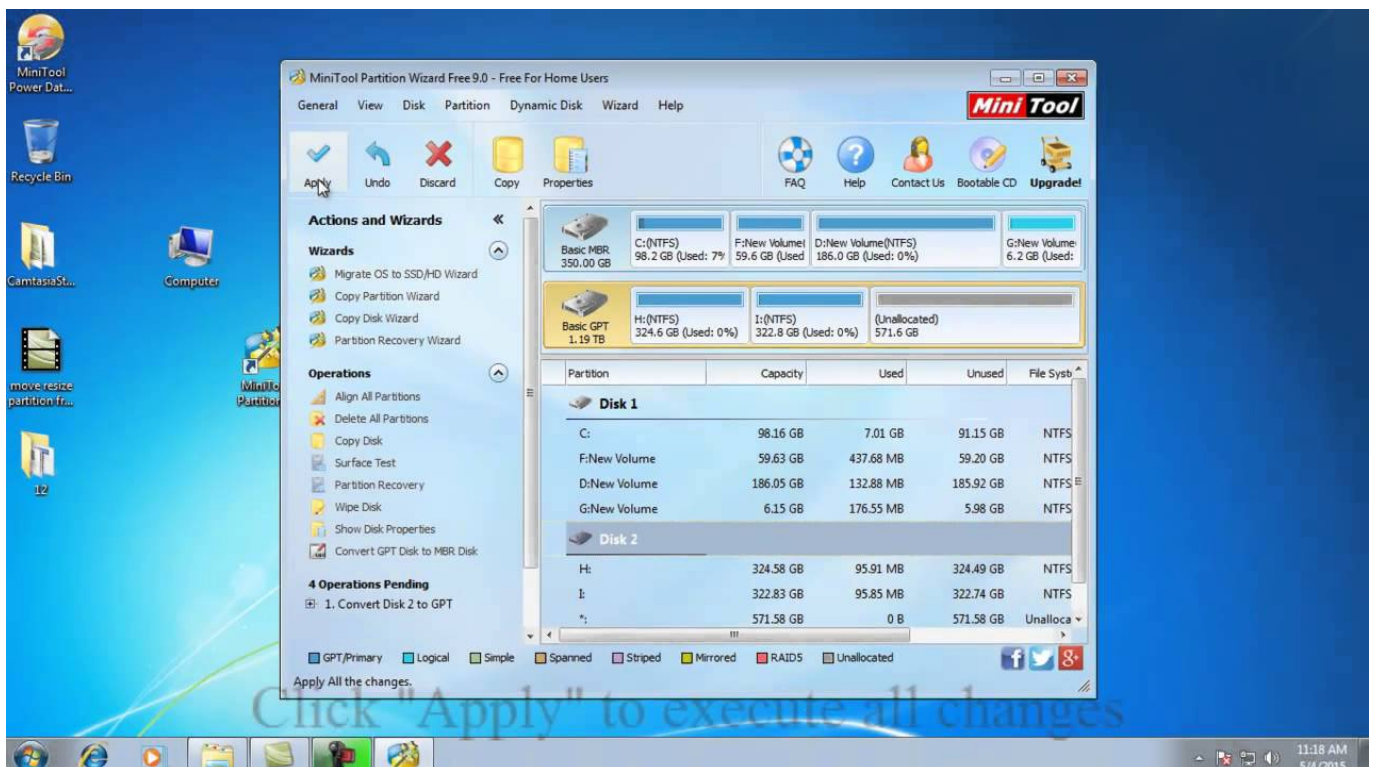 MiniTool
Power Dat...
Recycle Bin
CamtasiaSt...
Computer
move resize
partition fr...
12
MiniTool Partition Wizard Free 9.0 - Free For Home Users
General View Disk Partition Dynamic Disk Wizard Help
Mini Tool
Apply Undo Discard Copy Properties FAQ Help Contact Us Bootable CD Upgrade!
Actions and Wizards
Wizards
Migrate OS to SSD/HD Wizard
Copy Partition Wizard
Copy Disk Wizard
Partition Recovery Wizard
Operations
Align All Partitions
Delete All Partitions
Copy Disk
Surface Test
Partition Recovery
Wipe Disk
Show Disk Properties
Convert GPT Disk to MBR Disk
4 Operations Pending
1. Convert Disk 2 to GPT
Basic MBR
350.00 GB
C:(NTFS)
98.2 GB (Used: 7%
F:New Volume(
59.6 GB (Used
D:New Volume(NTFS)
186.0 GB (Used: 0%)
G:New Volume
6.2 GB (Used:
Basic GPT
1.19 TB
H:(NTFS)
324.6 GB (Used: 0%)
I:(NTFS)
322.8 GB (Used: 0%)
(Unallocated)
571.6 GB
Partition Capacity Used Unused File Syst
Disk 1
C: 98.16 GB 7.01 GB 91.15 GB NTFS
F:New Volume 59.63 GB 437.68 MB 59.20 GB NTFS
D:New Volume 186.05 GB 132.88 MB 185.92 GB NTFS
G:New Volume 6.15 GB 176.55 MB 5.98 GB NTFS
Disk 2
H: 324.58 GB 95.91 MB 324.49 GB NTFS
I: 322.83 GB 95.85 MB 322.74 GB NTFS
*: 571.58 GB 0 B 571.58 GB Unalloca
GPT/Primary Logical Simple Spanned Striped Mirrored RAID5 Unallocated
Apply All the changes.
Click "Apply" to execute all changes
11:18 AM
5/4/2015